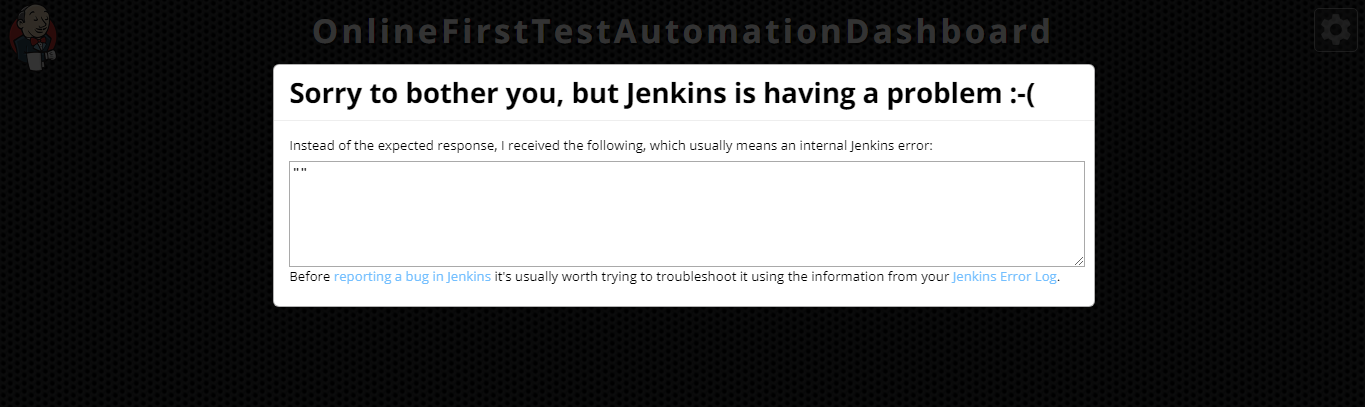 OnlineFirstTestAutomationDashboard
Sorry to bother you, but Jenkins is having a problem :-(
Instead of the expected response, I received the following, which usually means an internal Jenkins error:
""
Before reporting a bug in Jenkins it's usually worth trying to troubleshoot it using the information from your Jenkins Error Log.